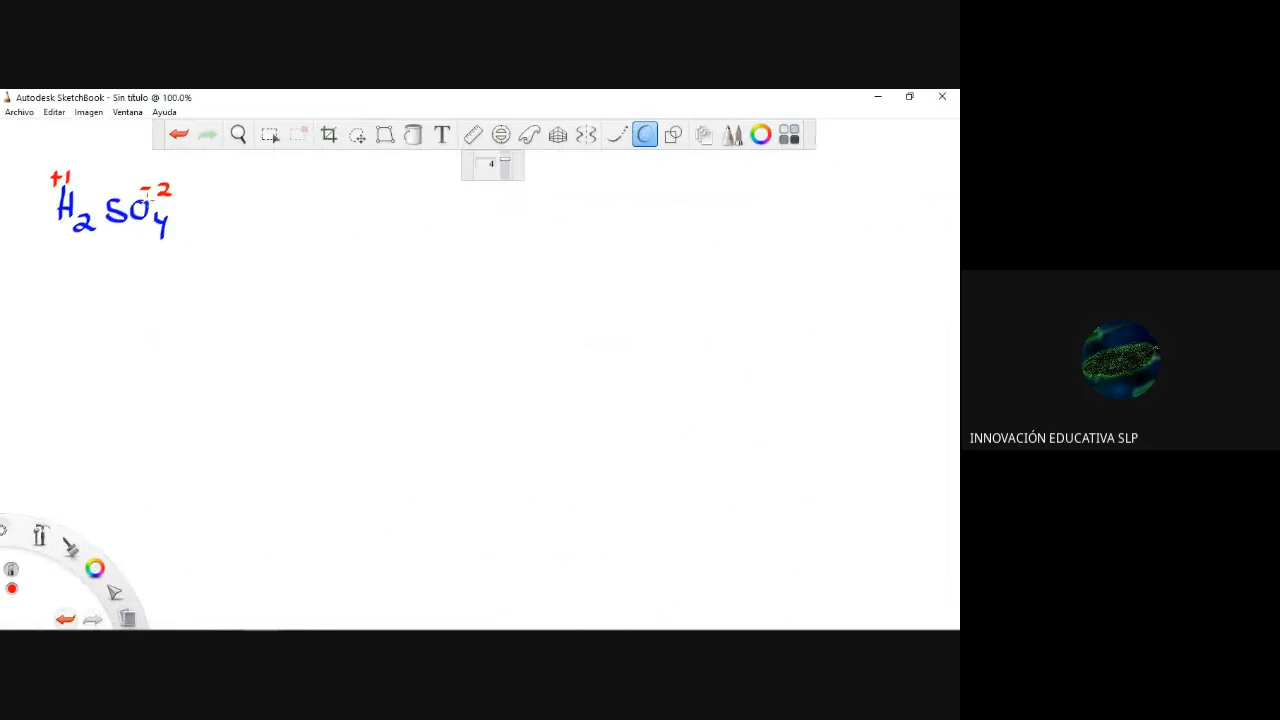 Autodesk SketchBook - Sin título @ 100.0%
Archivo Editar Imagen Ventana Ayuda
T
4
+1 -2
H2 SO4
INNOVACIÓN EDUCATIVA SLP